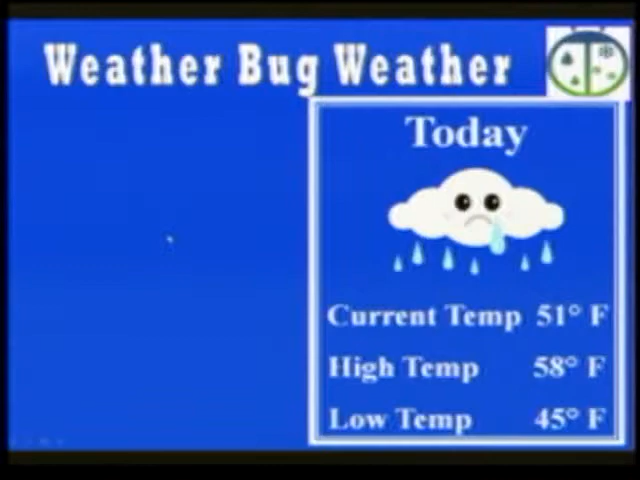 Weather Bug Weather
Today
Current Temp 51° F
High Temp 58° F
Low Temp 45° F